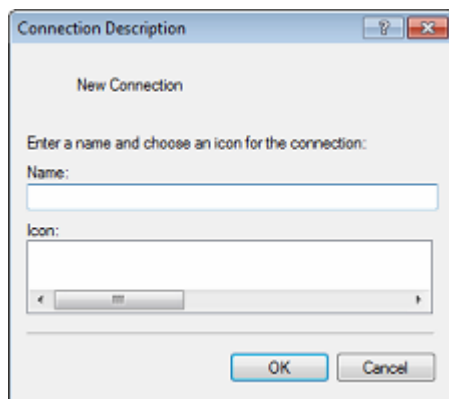 Connection Description
?
New Connection
Enter a name and choose an icon for the connection:
Name:
Icon:
OK Cancel